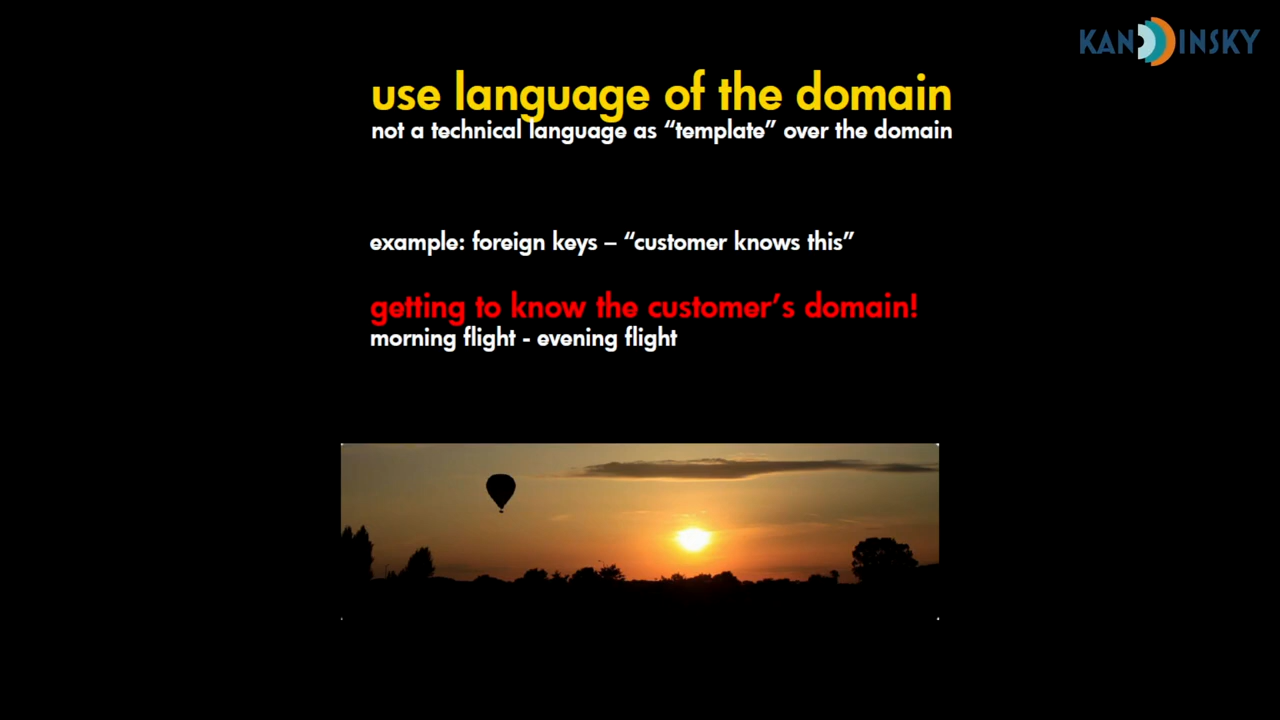 KANDDINSKY
use language of the domain
not a technical language as “template” over the domain
example: foreign keys – “customer knows this”
getting to know the customer’s domain!
morning flight - evening flight